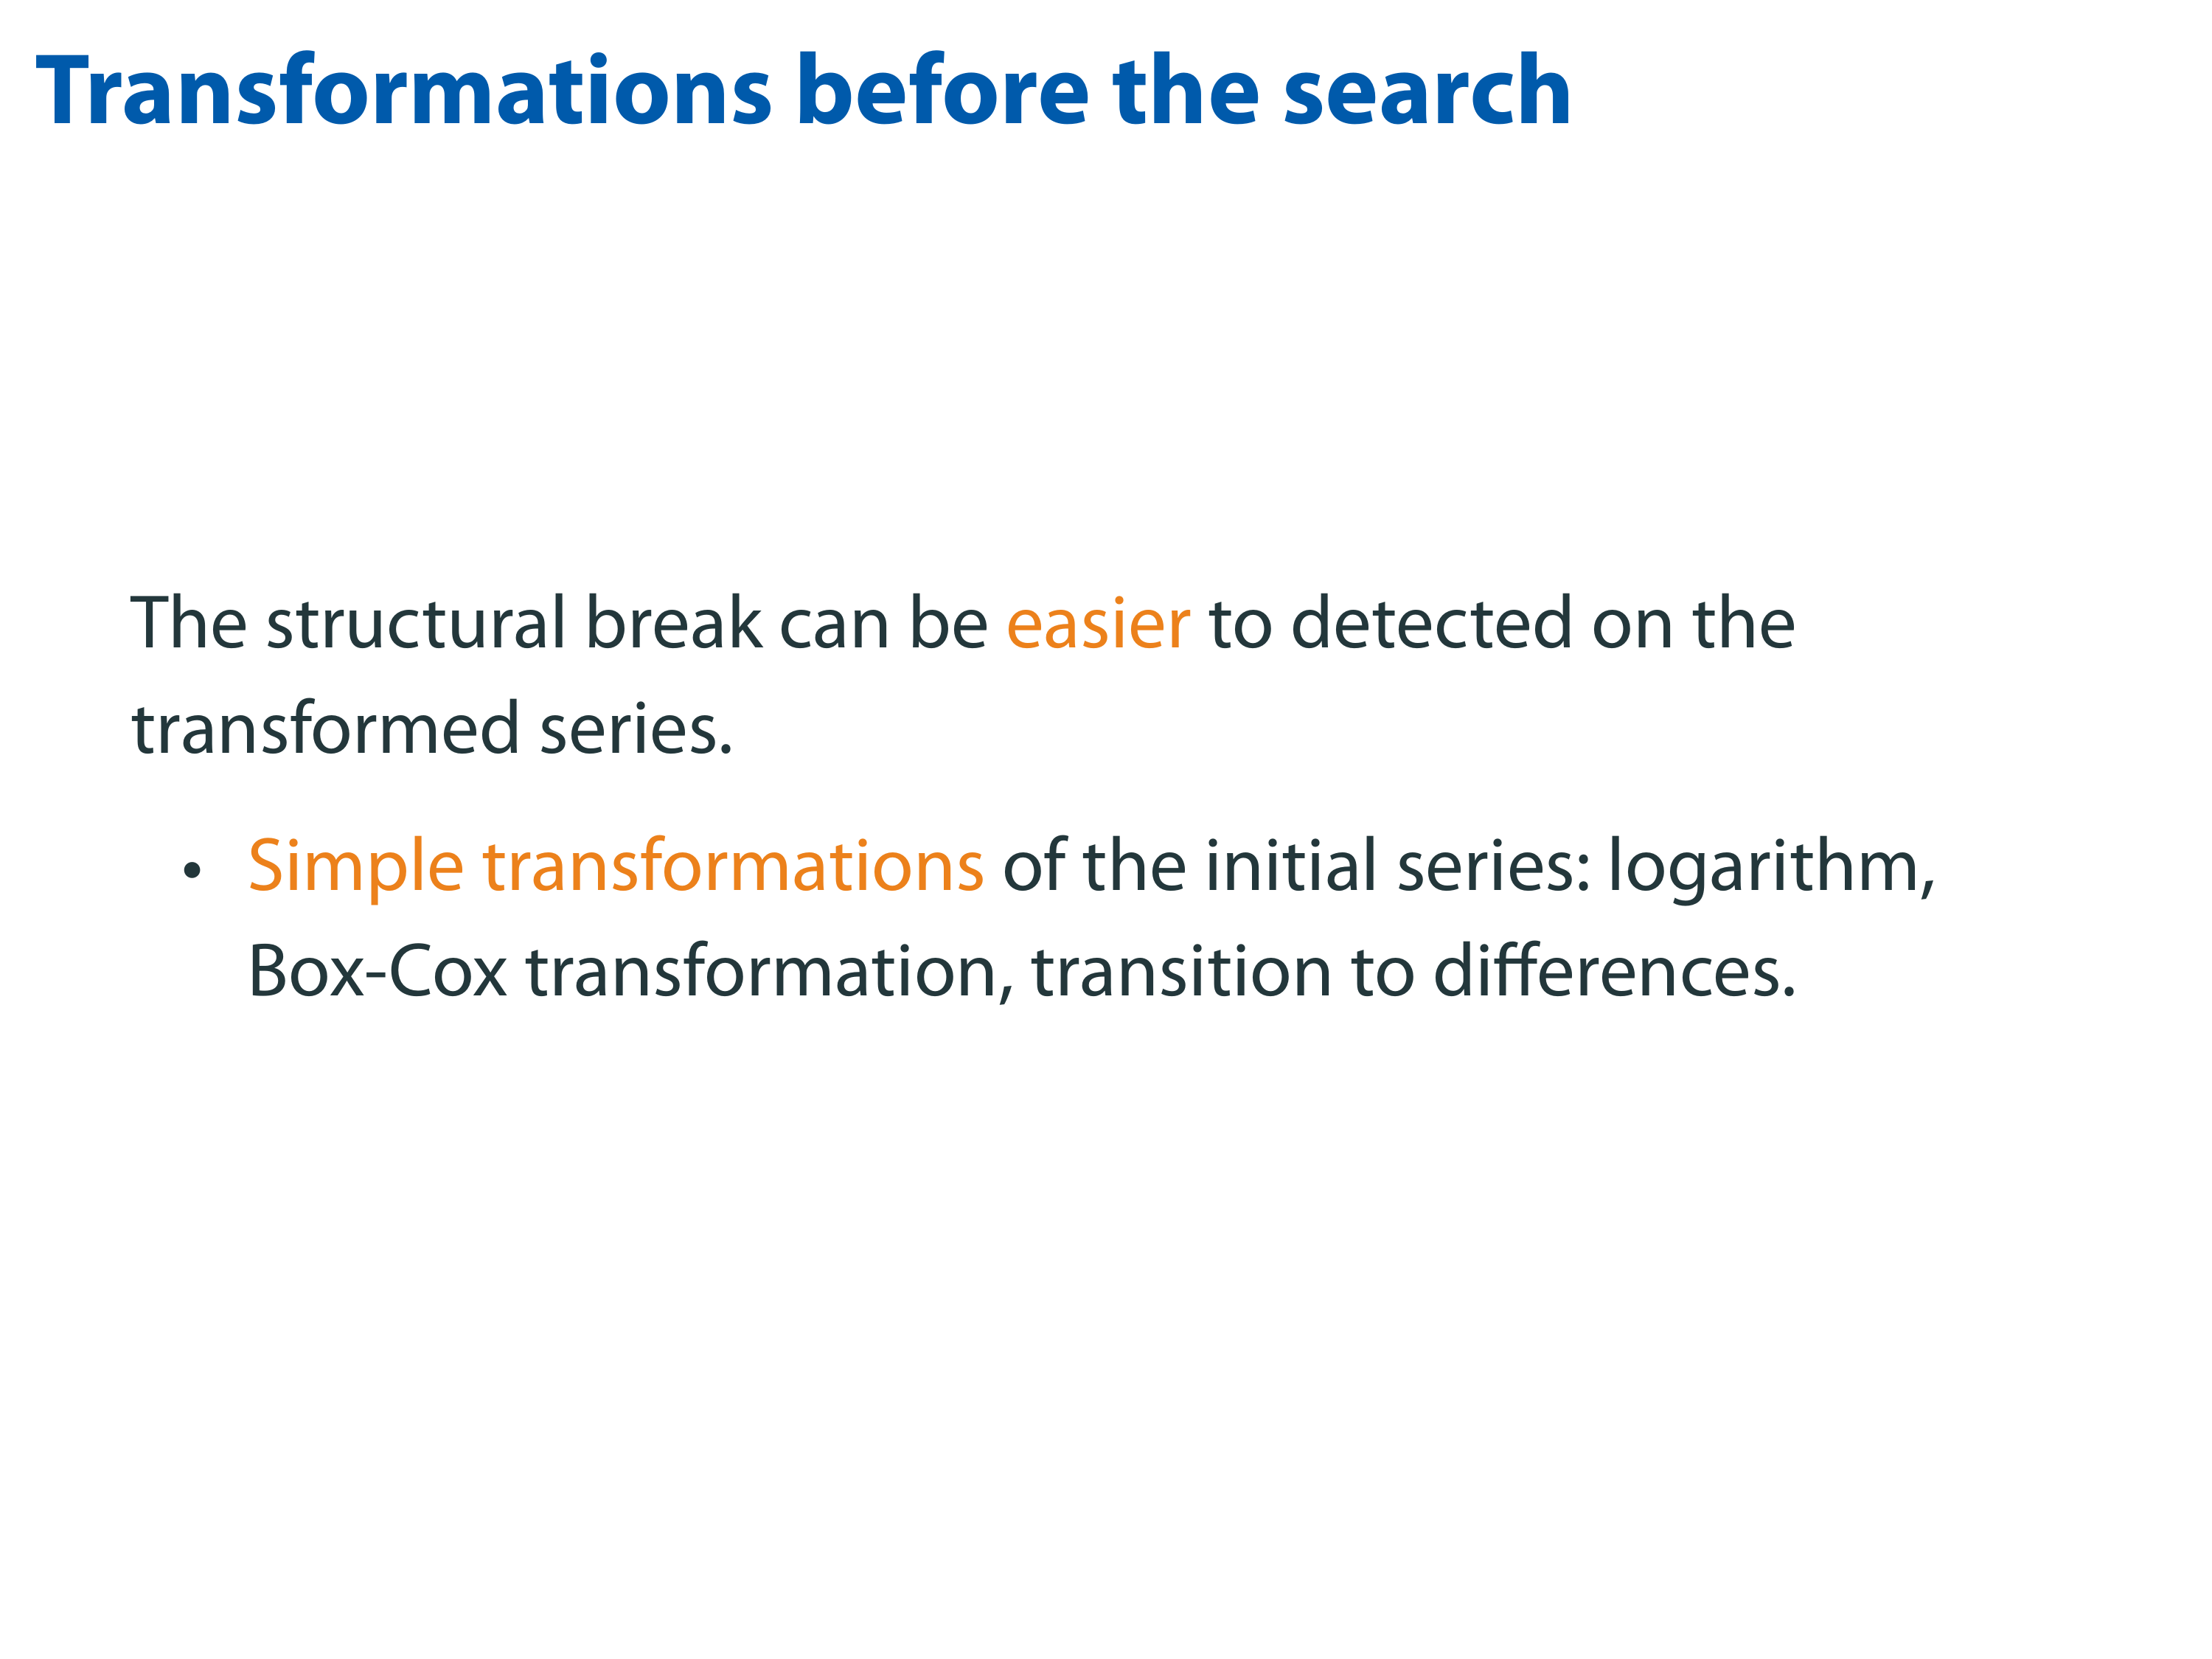 Transformations before the search
The structural break can be easier to detected on the
transformed series.
• Simple transformations of the initial series: logarithm,
Box-Cox transformation, transition to differences.